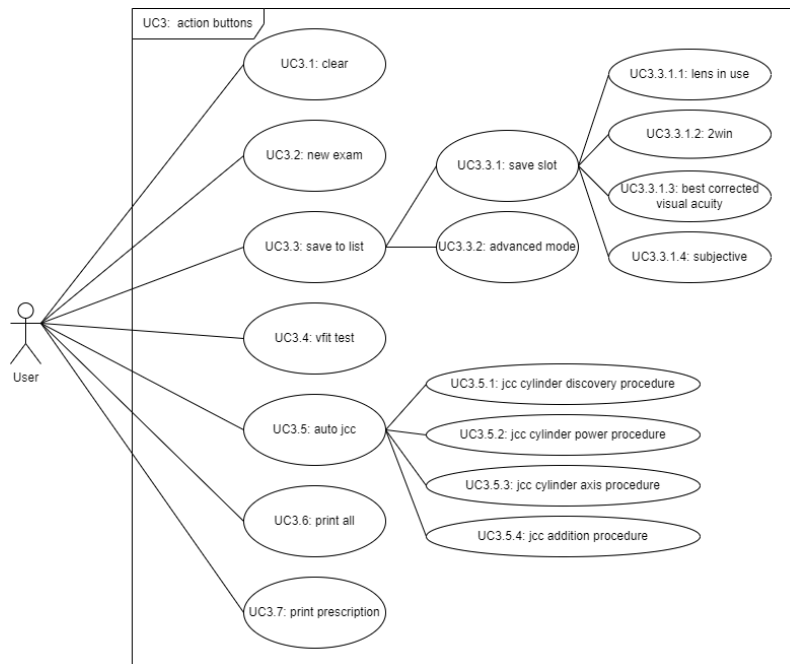 UC3: action buttons
UC3.1: clear
UC3.2: new exam
UC3.3: save to list
UC3.4: vfit test
UC3.5: auto jcc
UC3.6: print all
UC3.7: print prescription
UC3.3.1: save slot
UC3.3.2: advanced mode
UC3.3.1.1: lens in use
UC3.3.1.2: 2win
UC3.3.1.3: best corrected
visual acuity
UC3.3.1.4: subjective
UC3.5.1: jcc cylinder discovery procedure
UC3.5.2: jcc cylinder power procedure
UC3.5.3: jcc cylinder axis procedure
UC3.5.4: jcc addition procedure
User